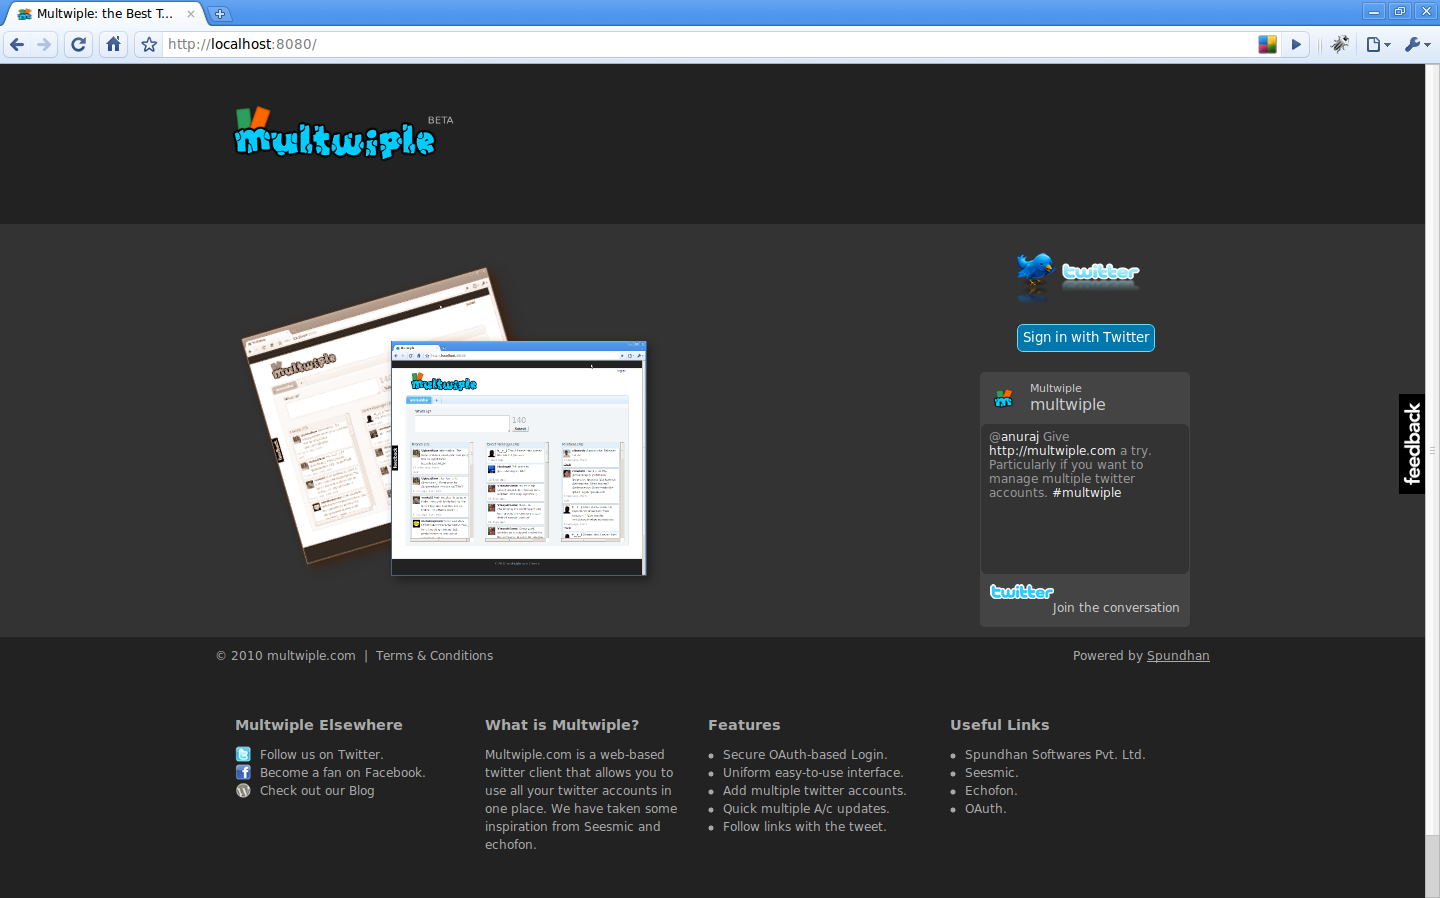 Multwiple: the Best T...
http://localhost:8080/
multwiple
BETA
twitter
Sign in with Twitter
Multwiple
multwiple
@anuraj Give
http://multwiple.com a try.
Particularly if you want to
manage multiple twitter
accounts. #multwiple
twitter
Join the conversation
feedback
multwiple
multwiple
140
© 2010 multwiple.com | Terms & Conditions
Powered by Spundhan
Multwiple Elsewhere
Follow us on Twitter.
Become a fan on Facebook.
Check out our Blog
What is Multwiple?
Multwiple.com is a web-based
twitter client that allows you to
use all your twitter accounts in
one place. We have taken some
inspiration from Seesmic and
echofon.
Features
Secure OAuth-based Login.
Uniform easy-to-use interface.
Add multiple twitter accounts.
Quick multiple A/c updates.
Follow links with the tweet.
Useful Links
Spundhan Softwares Pvt. Ltd.
Seesmic.
Echofon.
OAuth.